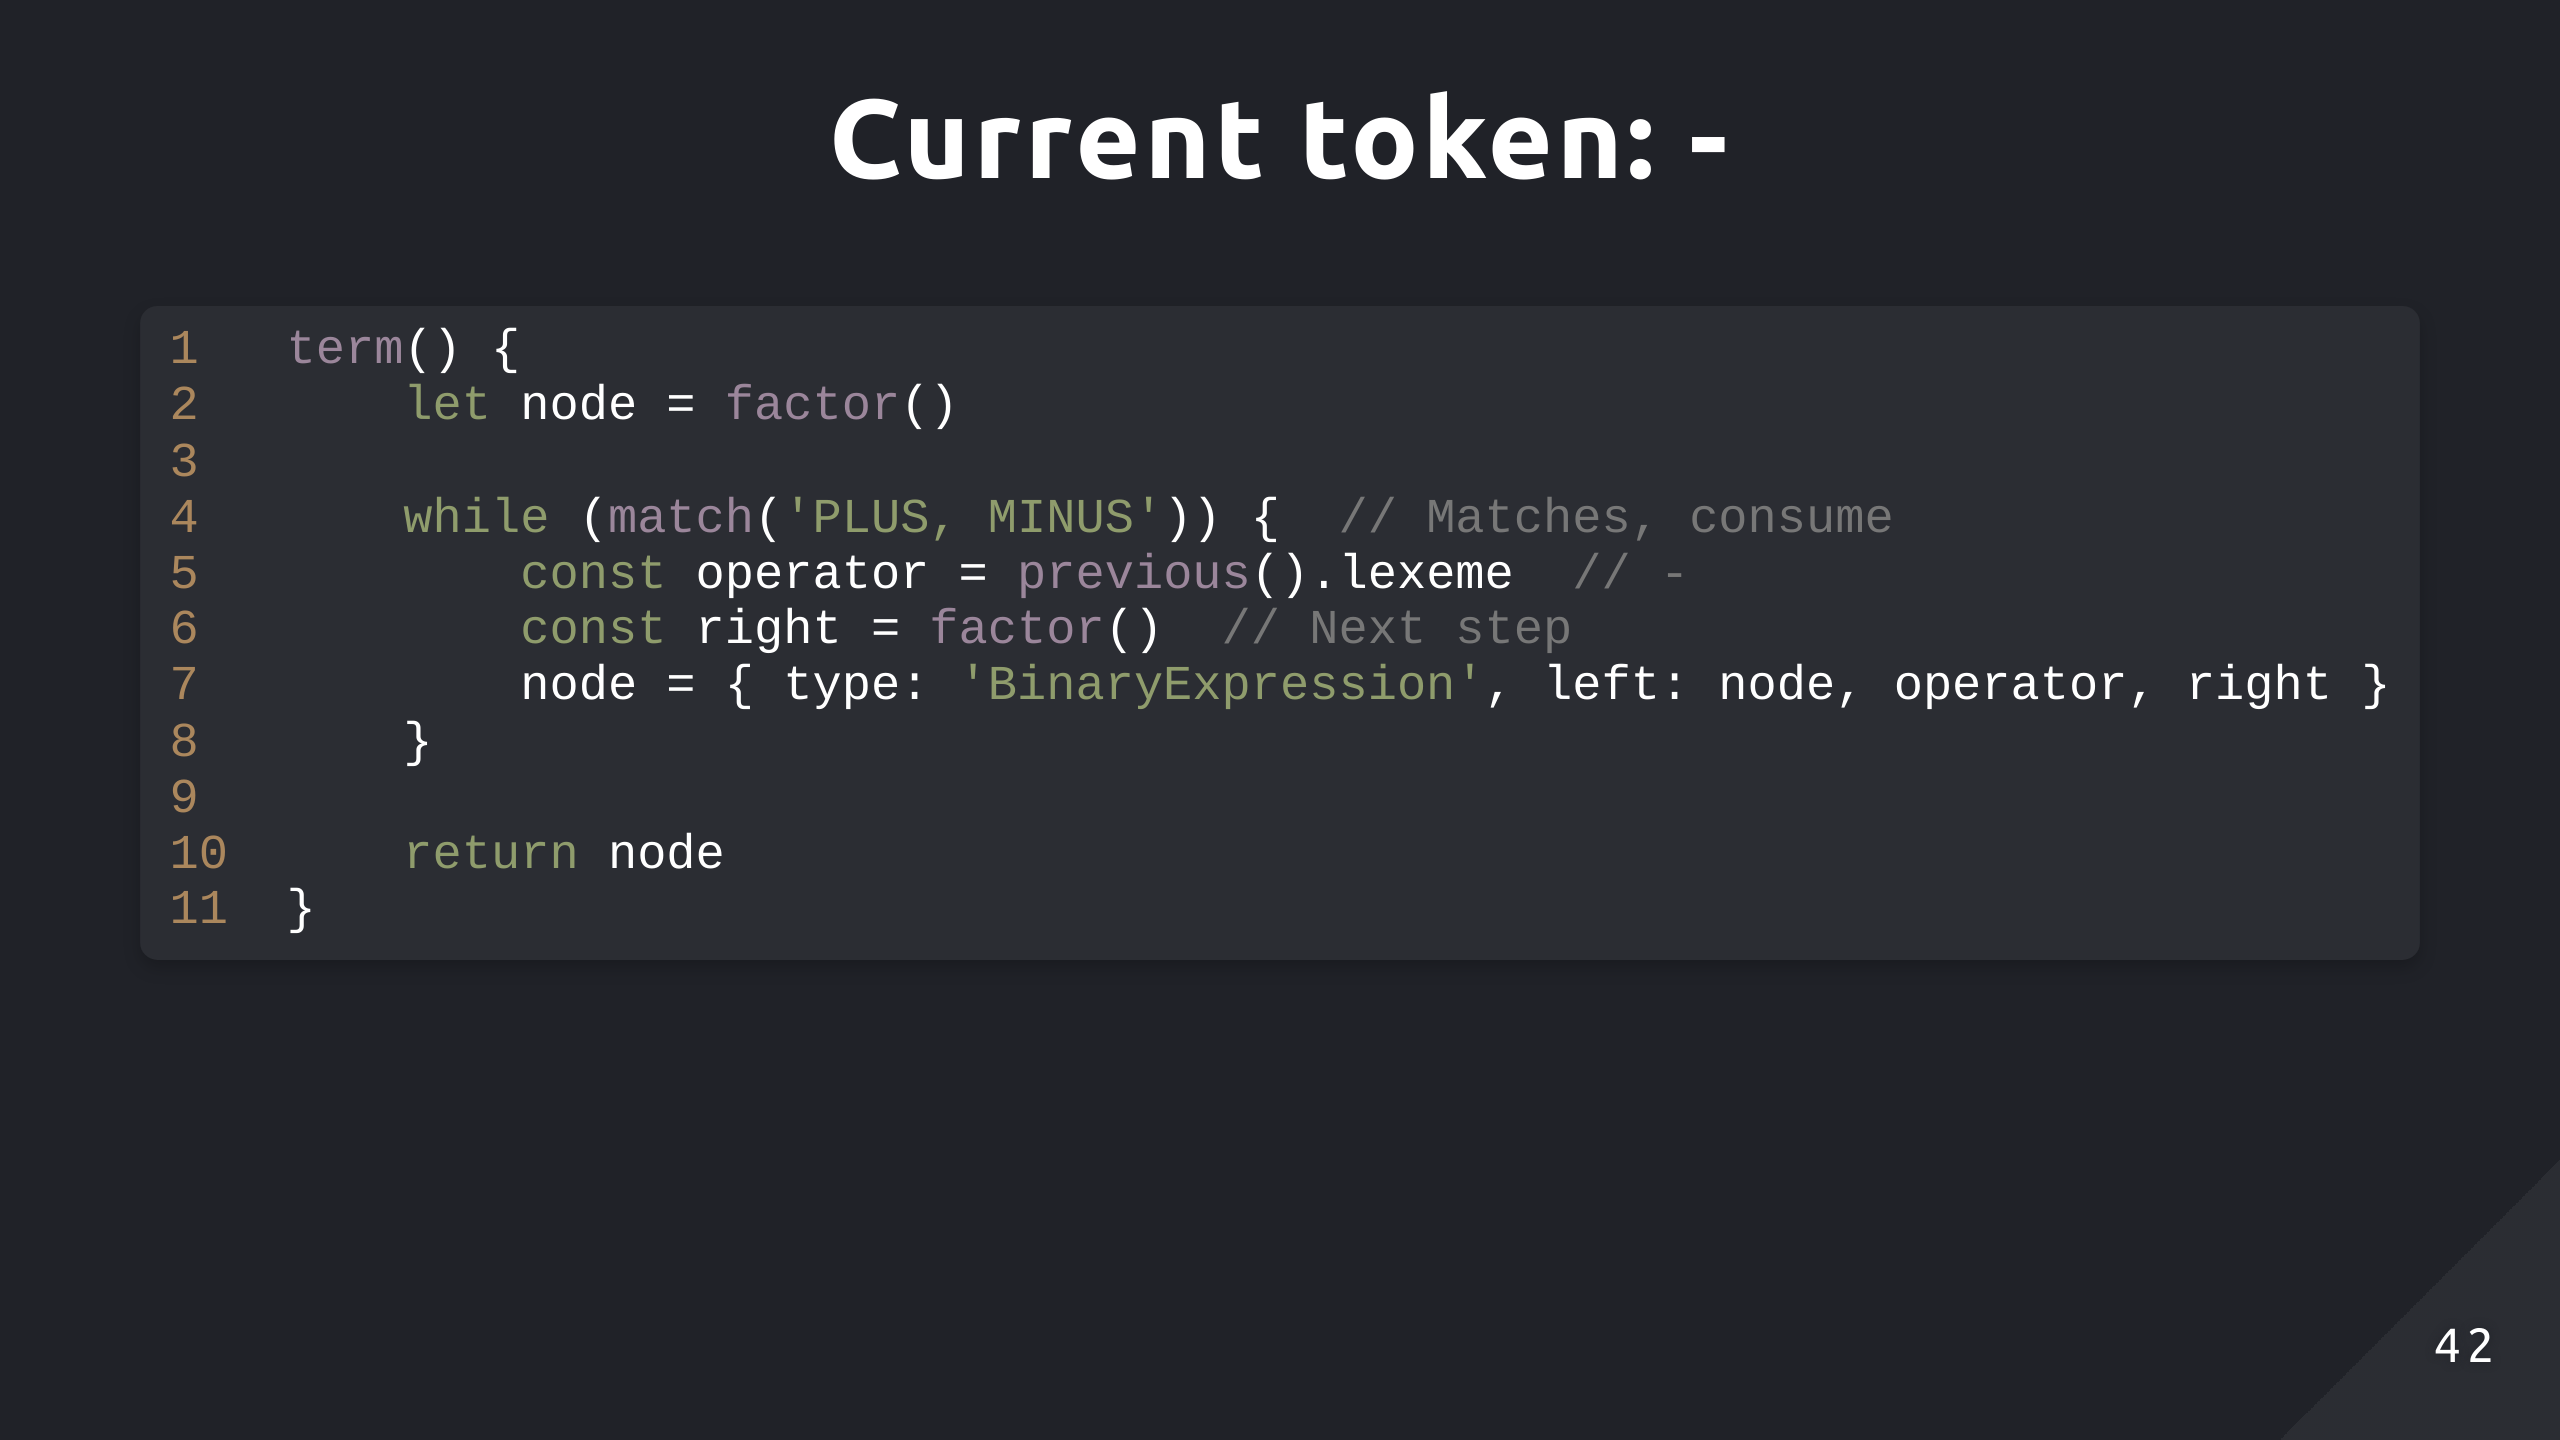 Current token: -
1 term() {
2 let node = factor()
3
4 while (match('PLUS, MINUS')) { // Matches, consume
5 const operator = previous().lexeme // -
6 const right = factor() // Next step
7 node = { type: 'BinaryExpression', left: node, operator, right }
8 }
9
10 return node
11 }
42